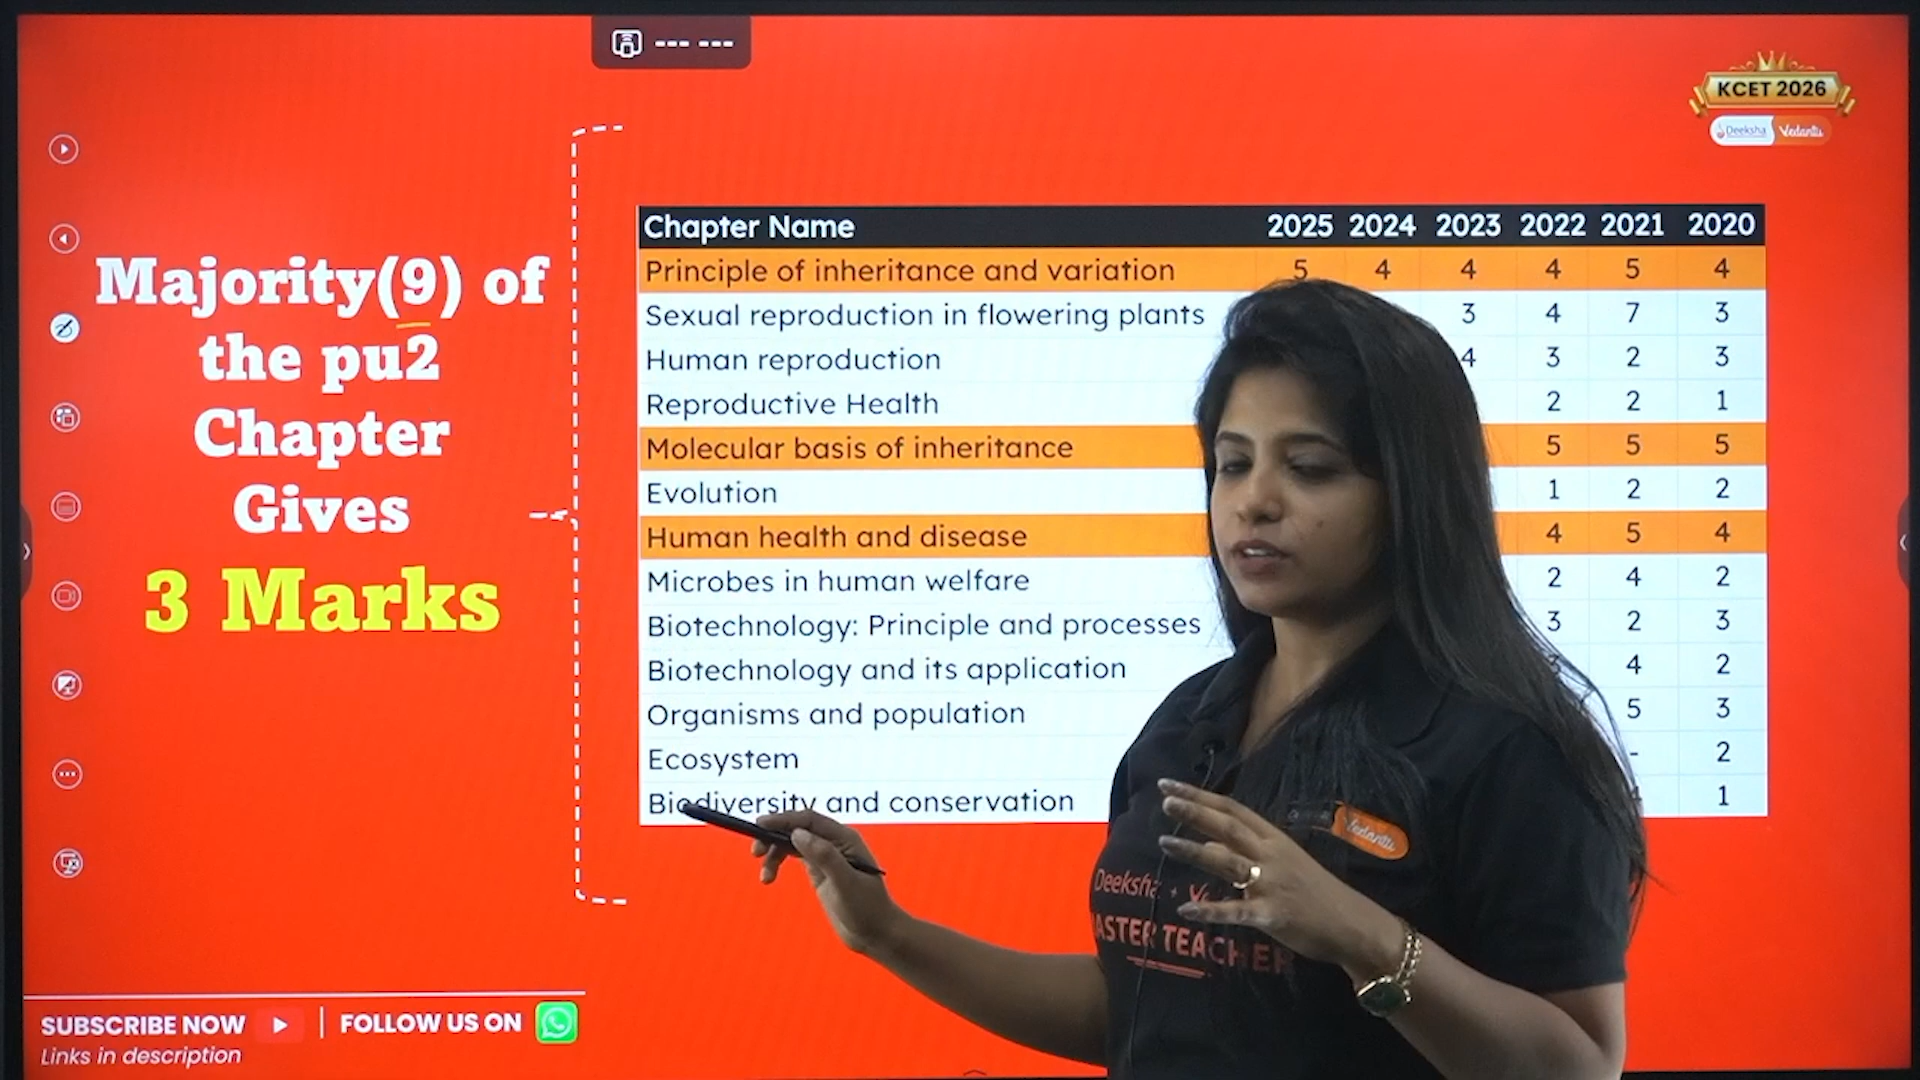 KCET 2026
Deeksha Vedantu
Majority(9) of
the pu2
Chapter
Gives
3 Marks
Chapter Name 2025 2024 2023 2022 2021 2020
Principle of inheritance and variation 5 4 4 4 5 4
Sexual reproduction in flowering plants 3 4 7 3
Human reproduction 4 3 2 3
Reproductive Health 2 2 1
Molecular basis of inheritance 5 5 5
Evolution 1 2 2
Human health and disease 4 5 4
Microbes in human welfare 2 4 2
Biotechnology: Principle and processes 3 2 3
Biotechnology and its application 4 2
Organisms and population 5 3
Ecosystem - 2
Biodiversity and conservation 1
Vedantu
Deeksha +
MASTER TEACHER
SUBSCRIBE NOW | FOLLOW US ON
Links in description